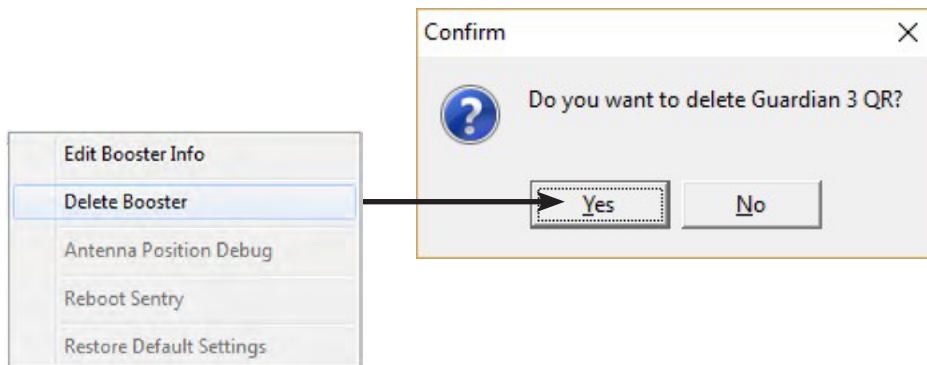 Confirm
Do you want to delete Guardian 3 QR?
Yes
No
Edit Booster Info
Delete Booster
Antenna Position Debug
Reboot Sentry
Restore Default Settings